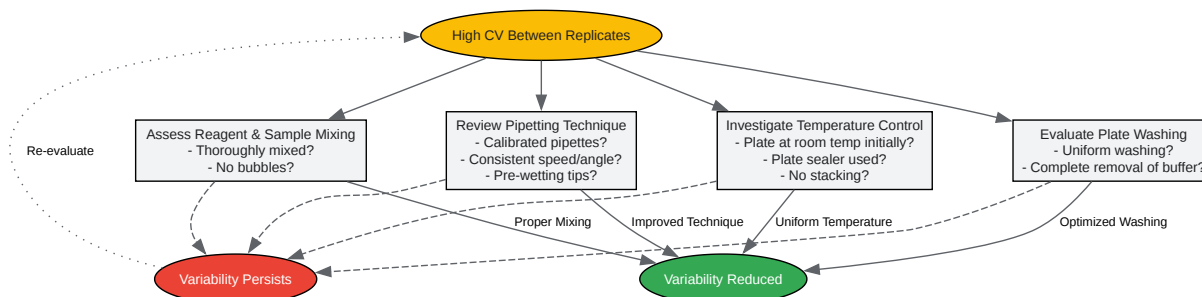 High CV Between Replicates
Assess Reagent & Sample Mixing
- Thoroughly mixed?
- No bubbles?
Review Pipetting Technique
- Calibrated pipettes?
- Consistent speed/angle?
- Pre-wetting tips?
Investigate Temperature Control
- Plate at room temp initially?
- Plate sealer used?
- No stacking?
Evaluate Plate Washing
- Uniform washing?
- Complete removal of buffer?
Re-evaluate
Proper Mixing
Improved Technique
Uniform Temperature
Optimized Washing
Variability Persists
Variability Reduced